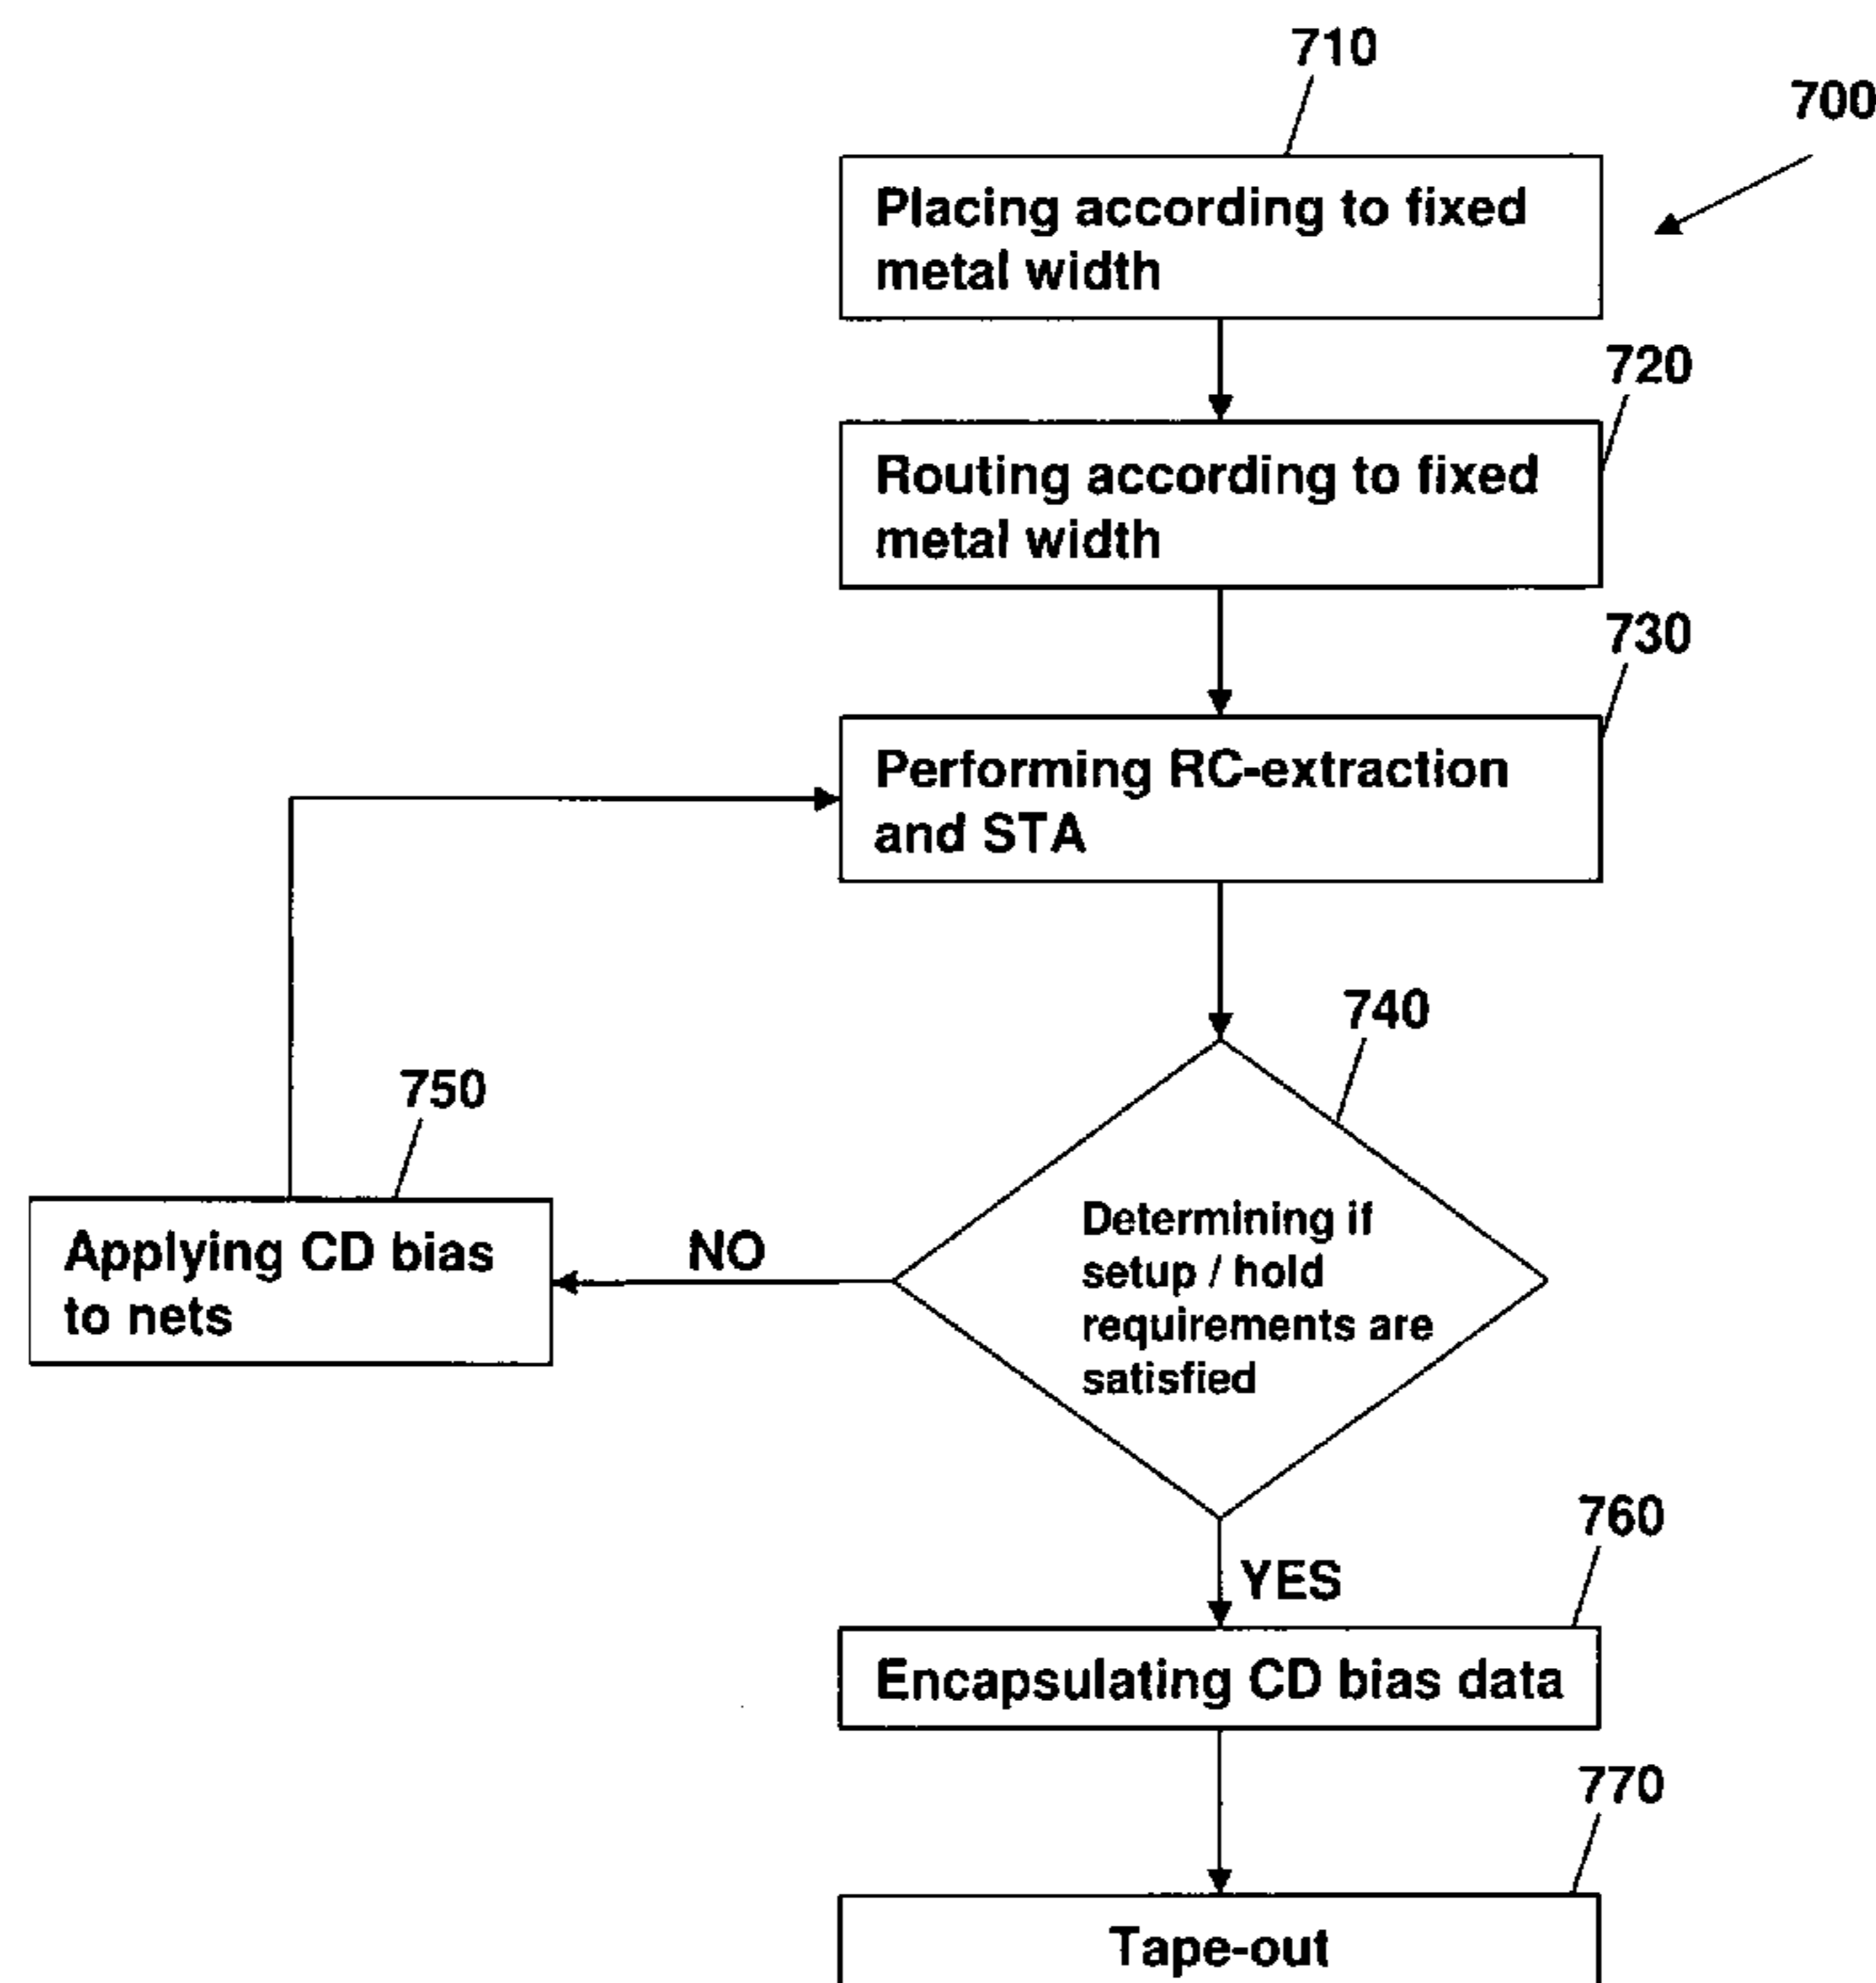 710
700
Placing according to fixed
metal width
720
Routing according to fixed
metal width
730
Performing RC-extraction
and STA
740
Determining if
setup / hold
requirements are
satisfied
750
Applying CD bias
to nets
NO
YES
760
Encapsulating CD bias data
770
Tape-out